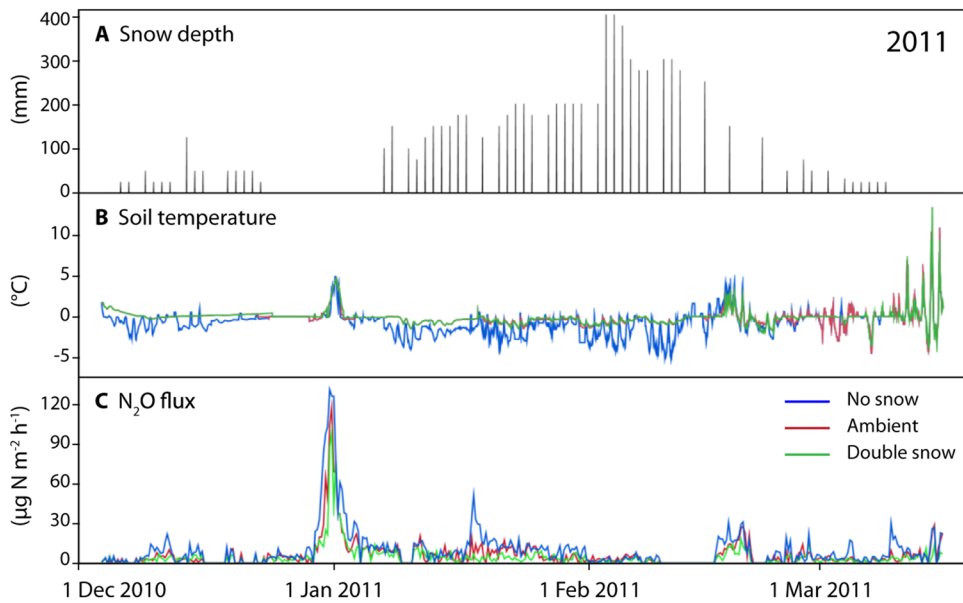 A Snow depth
2011
(mm)
400
300
200
100
0
B Soil temperature
(°C)
10
5
0
-5
C N₂O flux
(µg N m⁻² h⁻¹)
120
90
60
30
0
No snow
Ambient
Double snow
1 Dec 2010
1 Jan 2011
1 Feb 2011
1 Mar 2011